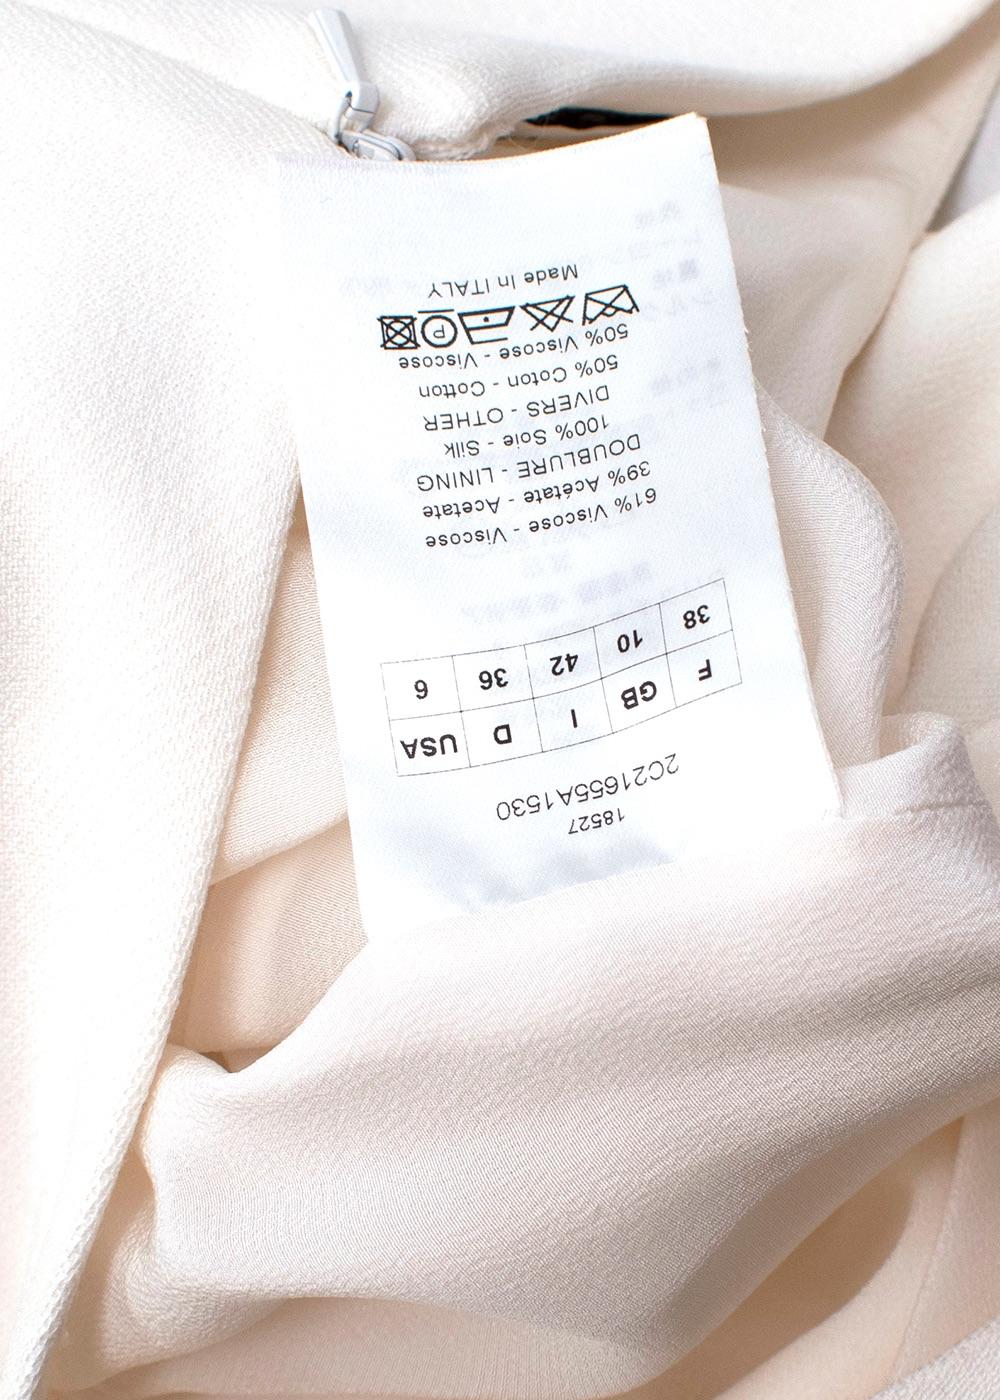 18527
2C21655A1530
F GB I D USA
38 10 42 36 6
61% Viscose - Viscose
39% Acétate - Acetate
DOUBLURE - LINING
100% Soie - Silk
DIVERS - OTHER
50% Coton - Cotton
50% Viscose - Viscose
P
Made In ITALY